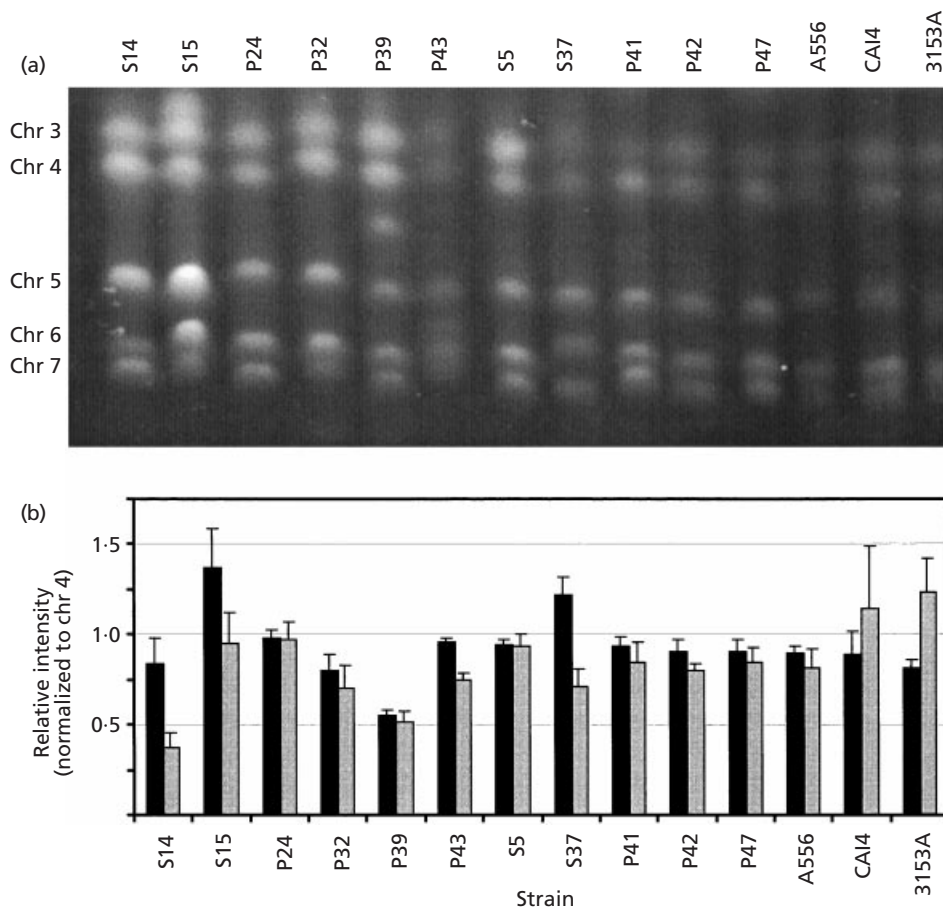 (a)
S14 S15 P24 P32 P39 P43 S5 S37 P41 P42 P47 A556 CAI4 3153A
Chr 3
Chr 4
Chr 5
Chr 6
Chr 7
(b)
Relative intensity
(normalized to chr 4)
1·5
1·0
0·5
0
S14 S15 P24 P32 P39 P43 S5 S37 P41 P42 P47 A556 CAI4 3153A
Strain